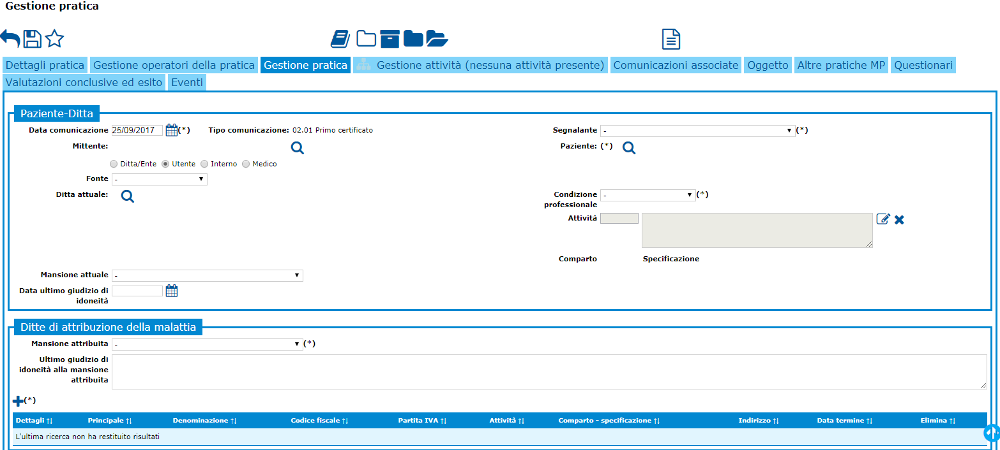 Gestione pratica
Dettagli pratica Gestione operatori della pratica Gestione pratica Gestione attività (nessuna attività presente) Comunicazioni associate Oggetto Altre pratiche MP Questionari
Valutazioni conclusive ed esito Eventi
Paziente-Ditta
Data comunicazione 25/09/2017 (*) Tipo comunicazione: 02.01 Primo certificato Segnalante - (*)
Mittente: Paziente: (*)
Ditta/Ente Utente Interno Medico
Fonte -
Ditta attuale: Condizione professionale - (*)
Attività
Comparto Specificazione
Mansione attuale -
Data ultimo giudizio di
idoneità
Ditte di attribuzione della malattia
Mansione attribuita - (*)
Ultimo giudizio di
idoneità alla mansione
attribuita
(*)
Dettagli ↑↓ Principale ↑↓ Denominazione ↑↓ Codice fiscale ↑↓ Partita IVA ↑↓ Attività ↑↓ Comparto - specificazione ↑↓ Indirizzo ↑↓ Data termine ↑↓ Elimina ↑↓
L'ultima ricerca non ha restituito risultati